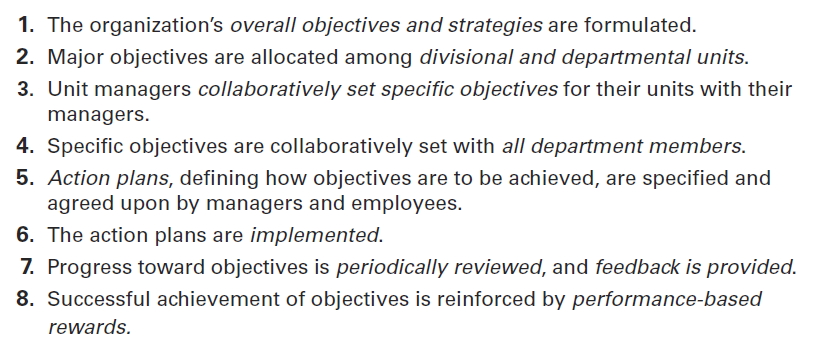 1. The organization's overall objectives and strategies are formulated.
2. Major objectives are allocated among divisional and departmental units.
3. Unit managers collaboratively set specific objectives for their units with their
managers.
4. Specific objectives are collaboratively set with all department members.
5. Action plans, defining how objectives are to be achieved, are specified and
agreed upon by managers and employees.
6. The action plans are implemented.
7. Progress toward objectives is periodically reviewed, and feedback is provided.
8. Successful achievement of objectives is reinforced by performance-based
rewards.